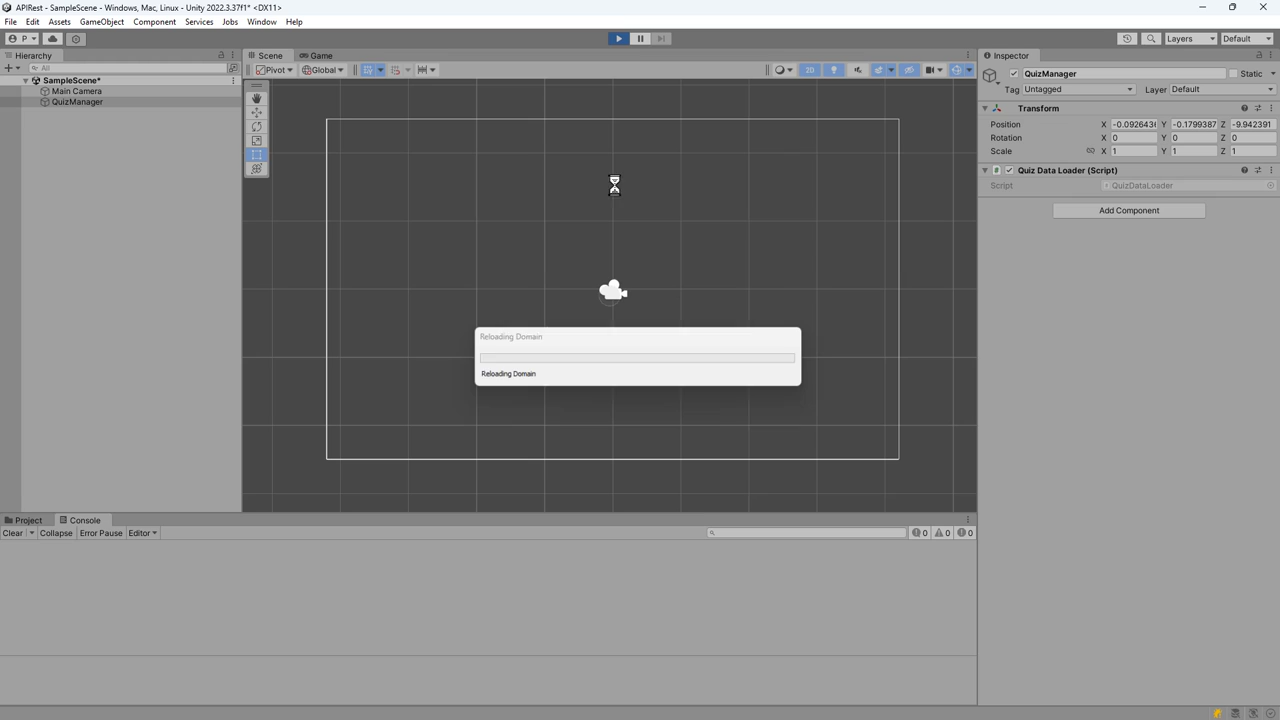 APIRest - SampleScene - Windows, Mac, Linux - Unity 2022.3.37f1* <DX11>
File Edit Assets GameObject Component Services Jobs Window Help
P Layers Default
Hierarchy Scene Game Inspector
All Pivot Global 2D QuizManager Static
SampleScene* Tag Untagged Layer Default
Main Camera
QuizManager
Transform
Position X -0.092643 Y -0.1799387 Z -9.942391
Rotation X 0 Y 0 Z 0
Scale X 1 Y 1 Z 1
Quiz Data Loader (Script)
Script QuizDataLoader
Add Component
Reloading Domain
Reloading Domain
Project Console
Clear Collapse Error Pause Editor 0 0 0